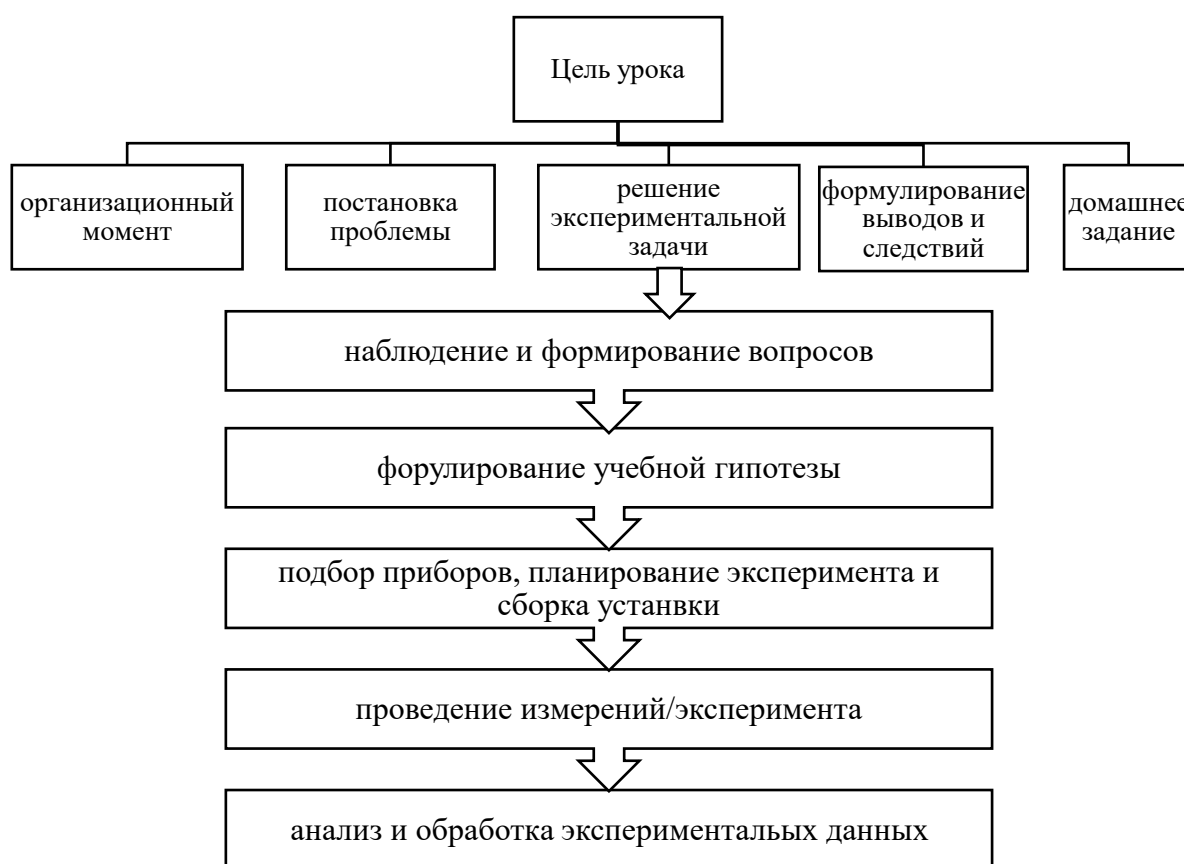 Цель урока
организационный
момент
постановка
проблемы
решение
экспериментальной
задачи
формулирование
выводов и
следствий
домашнее
задание
наблюдение и формирование вопросов
форулирование учебной гипотезы
подбор приборов, планирование эксперимента и
сборка устанвки
проведение измерений/эксперимента
анализ и обработка экспериментальых данных